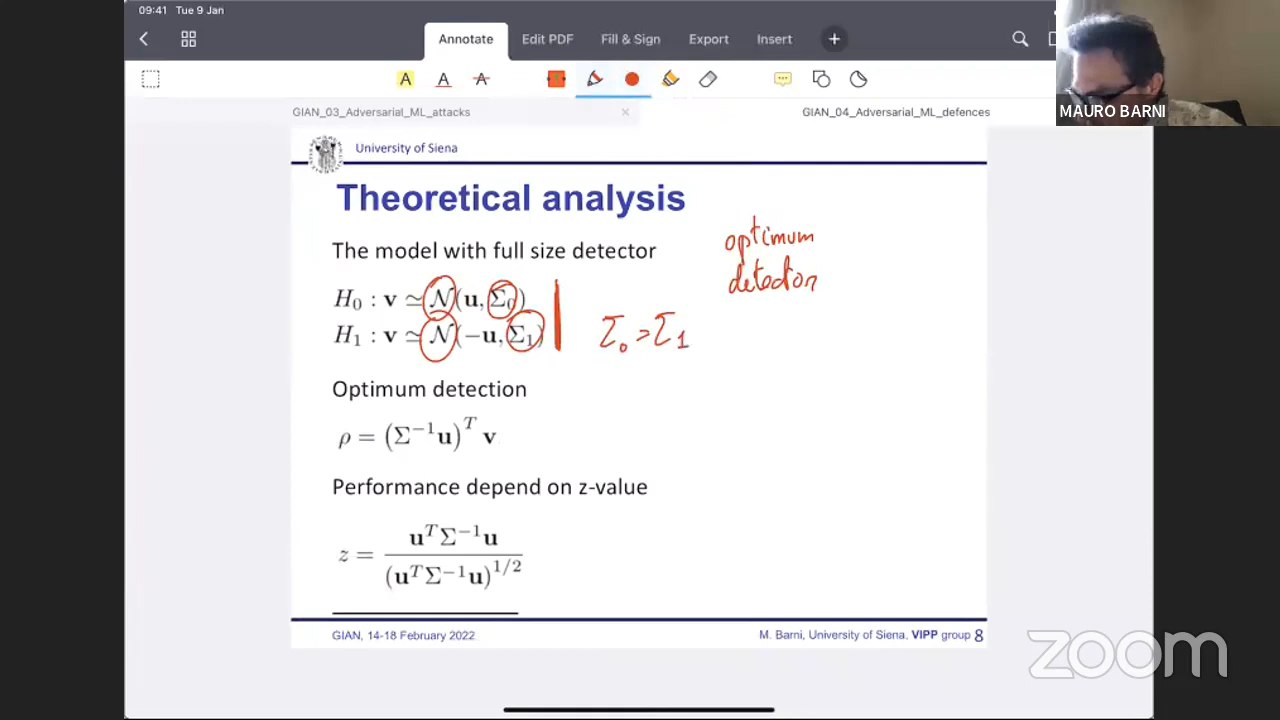 09:41 Tue 9 Jan
Annotate Edit PDF Fill & Sign Export Insert
A A A
MAURO BARNI
GIAN_03_Adversarial_ML_attacks
GIAN_04_Adversarial_ML_defences
University of Siena
Theoretical analysis
The model with full size detector
optimum
detector
H₀ : v ≃ N(u, Σ₀)
H₁ : v ≃ N(−u, Σ₁)
Σ₀ = Σ₁
Optimum detection
ρ = (Σ⁻¹u)ᵀ v
Performance depend on z-value
z = uᵀΣ⁻¹u / (uᵀΣ⁻¹u)^1/2
GIAN, 14-18 February 2022
M. Barni, University of Siena, VIPP group 8
zoom